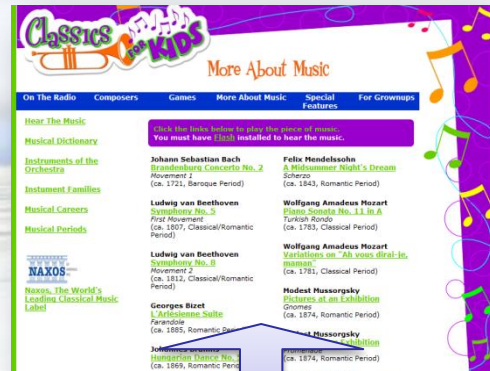 Classics
for
Kids
More About Music
On The Radio
Composers
Games
More About Music
Special
Features
For Grownups
Hear The Music
Musical Dictionary
Instruments of the
Orchestra
Instument Families
Musical Careers
Musical Periods
NAXOS
Naxos, The World's
Leading Classical Music
Label
Click the links below to play the piece of music.
You must have Flash installed to hear the music.
Johann Sebastian Bach
Brandenburg Concerto No. 2
Movement 1
(ca. 1721, Baroque Period)
Ludwig van Beethoven
Symphony No. 5
First Movement
(ca. 1807, Classical/Romantic
Period)
Ludwig van Beethoven
Symphony No. 8
Movement 2
(ca. 1812, Classical/Romantic
Period)
Georges Bizet
L'Arlesienne Suite
Farandole
(ca. 1885, Romantic
Hungarian Dance No.
(ca. 1869, Romantic
Felix Mendelssohn
A Midsummer Night's Dream
Scherzo
(ca. 1843, Romantic Period)
Wolfgang Amadeus Mozart
Piano Sonata No. 11 in A
Turkish Rondo
(ca. 1783, Classical Period)
Wolfgang Amadeus Mozart
Variations on "Ah vous dirai-je,
maman"
(ca. 1781, Classical Period)
Modest Mussorgsky
Pictures at an Exhibition
Gnomes
(ca. 1874, Romantic Period)
Mussorgsky
Exhibition
Promenade
(ca. 1874, Romantic Period)